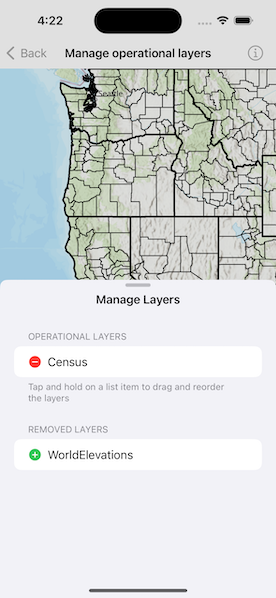 4:22
Back
Manage operational layers
Seattle
Manage Layers
OPERATIONAL LAYERS
Census
Tap and hold on a list item to drag and reorder
the layers
REMOVED LAYERS
WorldElevations